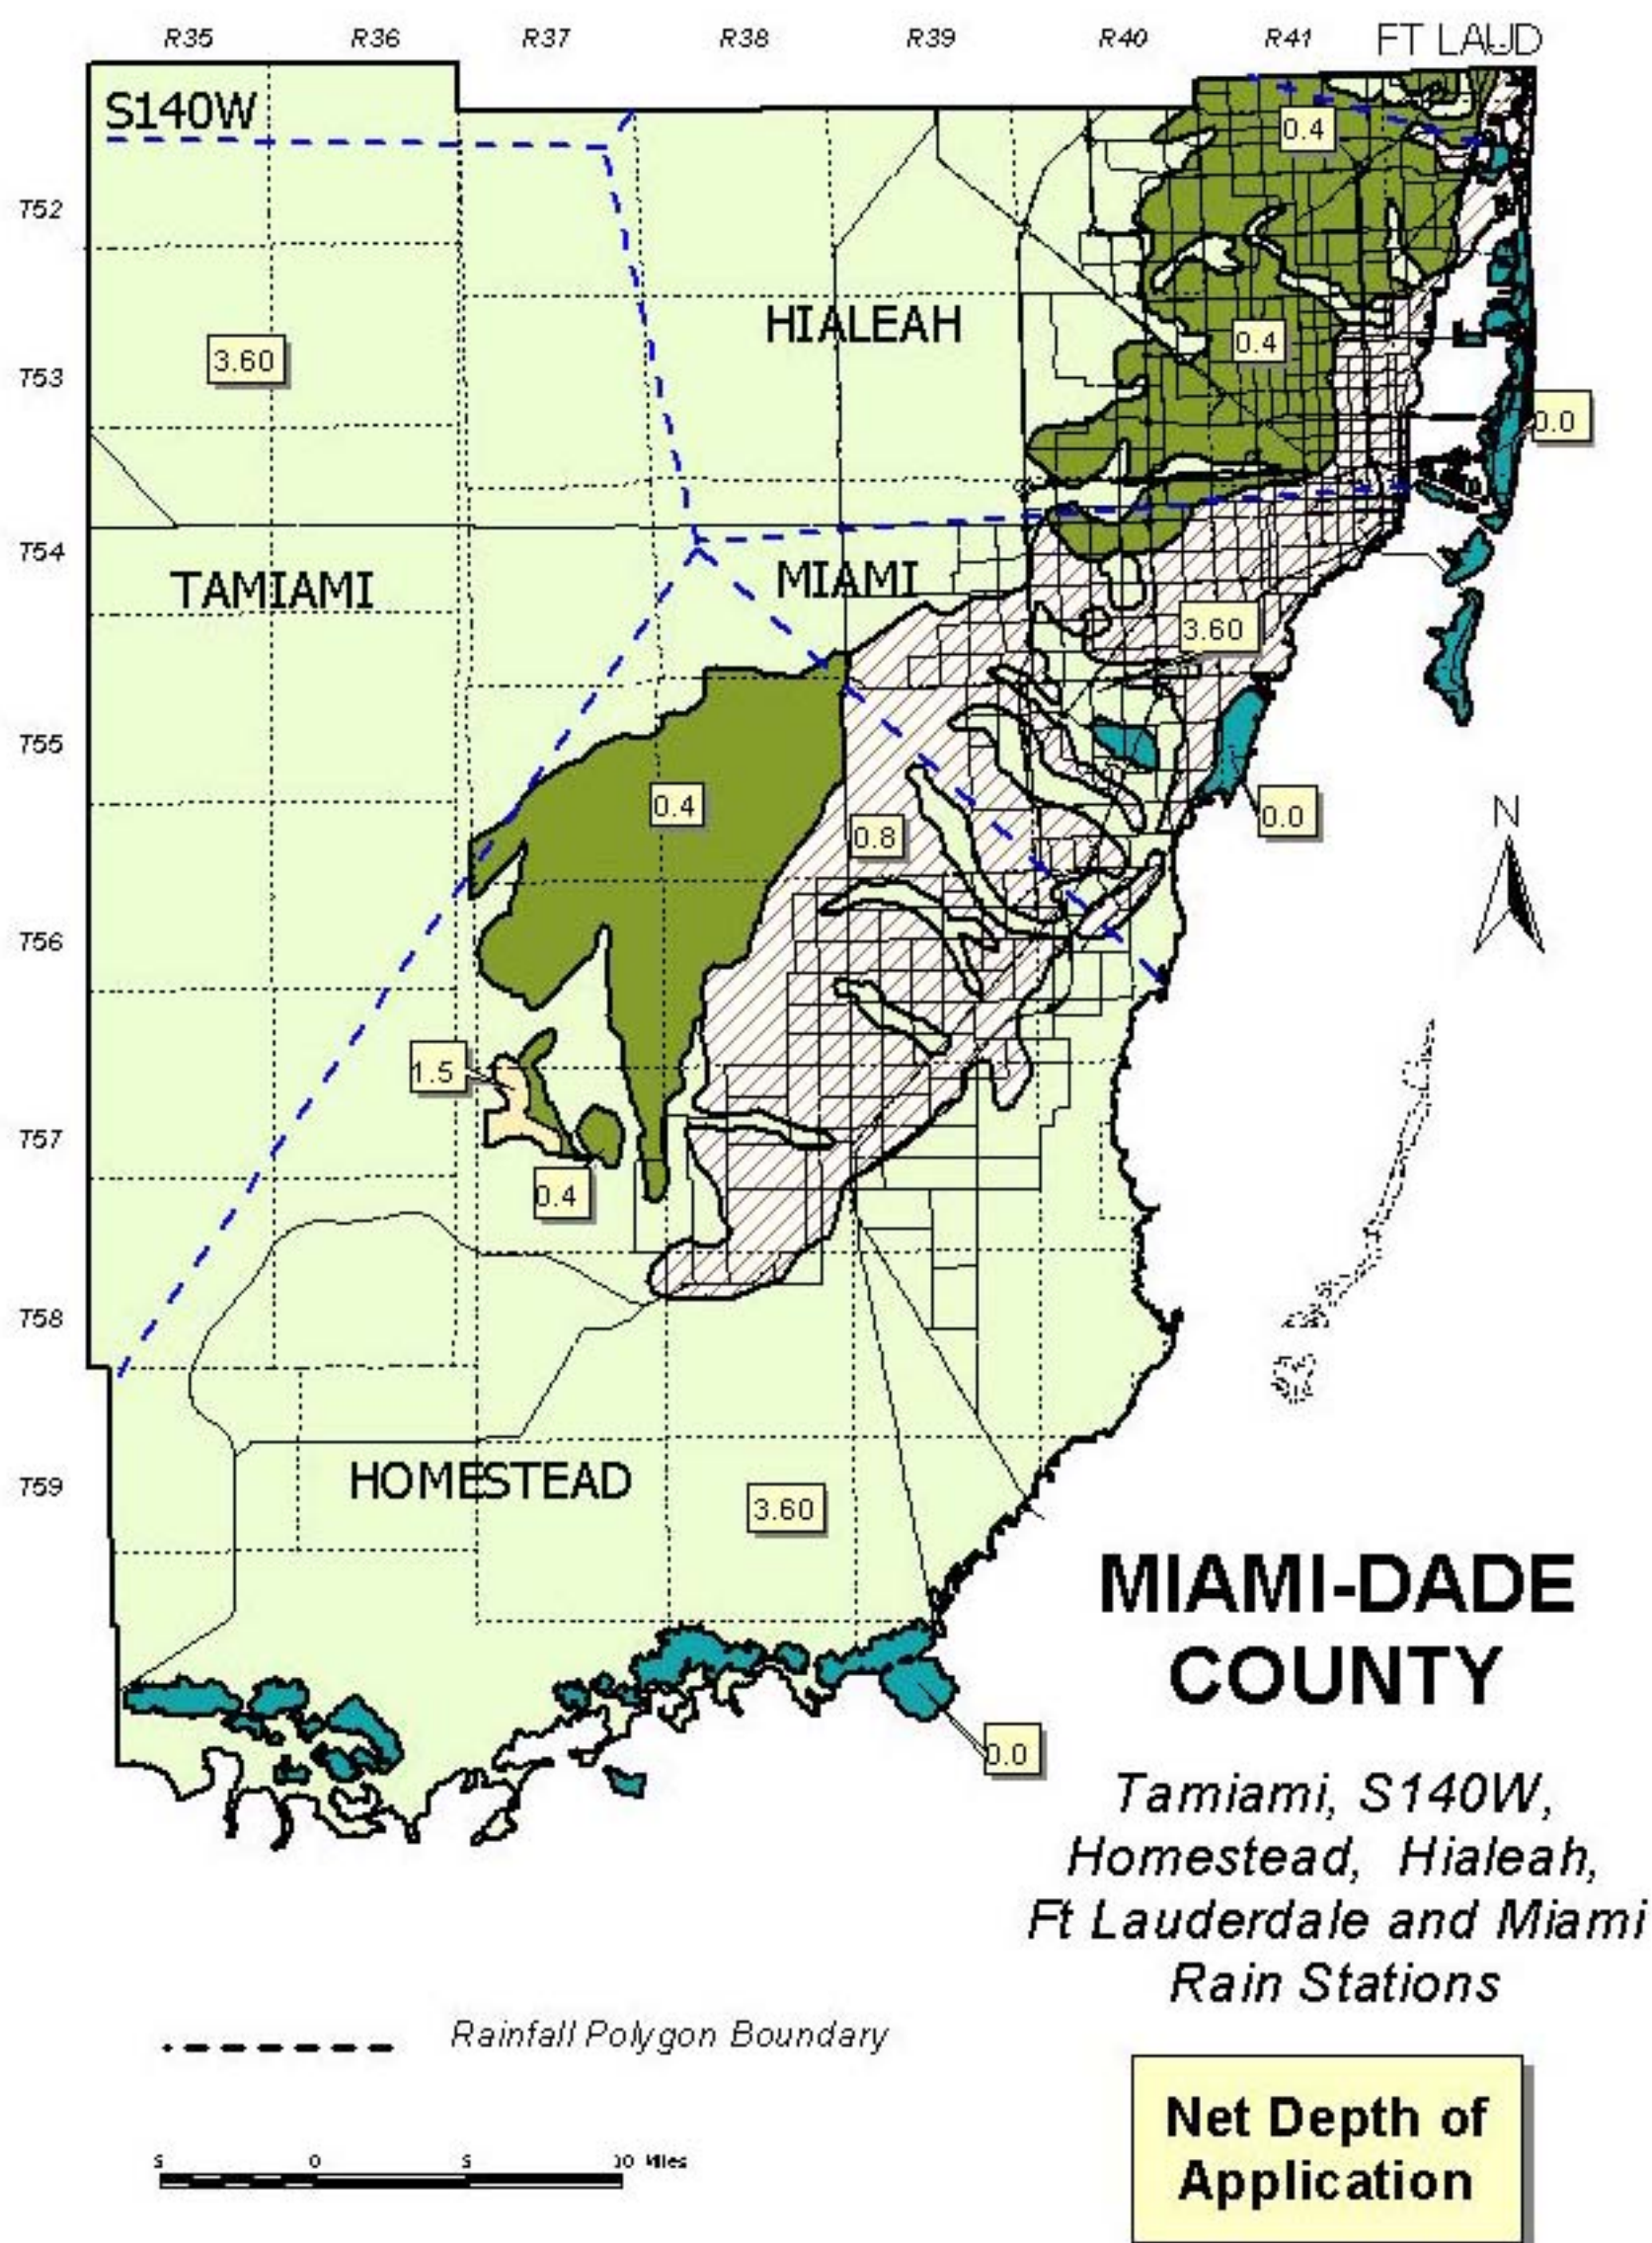 R35 R36 R37 R38 R39 R40 R41 FT LAUD
S140W
0.4
T52
HIALEAH
0.4
3.60
T53
0.0
T54
MIAMI
TAMIAMI
3.60
T55
0.4
0.8
0.0
N
T56
1.5
T57
0.4
T58
HOMESTEAD
T59
3.60
MIAMI-DADE
COUNTY
0.0
Tamiami, S140W,
Homestead, Hialeah,
Ft Lauderdale and Miami
Rain Stations
Rainfall Polygon Boundary
Net Depth of
Application
5 0 5 10 Miles